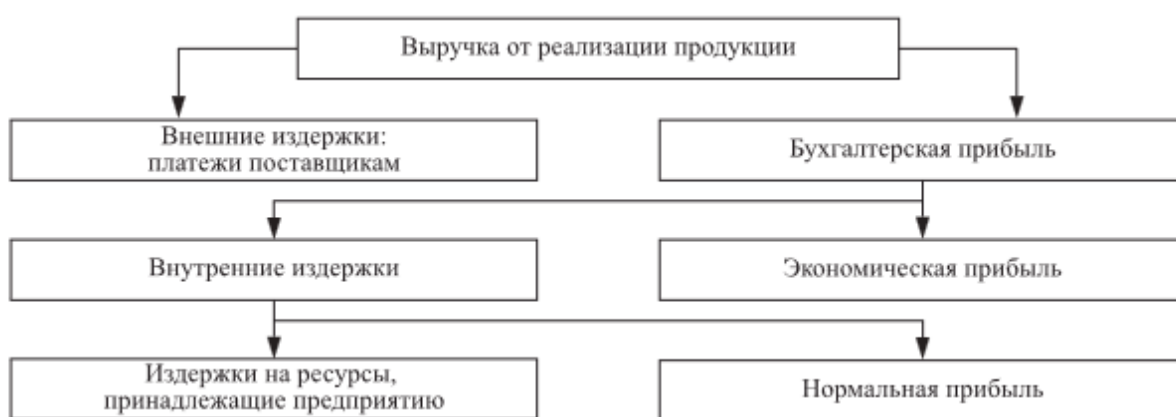 Выручка от реализации продукции
Внешние издержки:
платежи поставщикам
Бухгалтерская прибыль
Внутренние издержки
Экономическая прибыль
Издержки на ресурсы,
принадлежащие предприятию
Нормальная прибыль